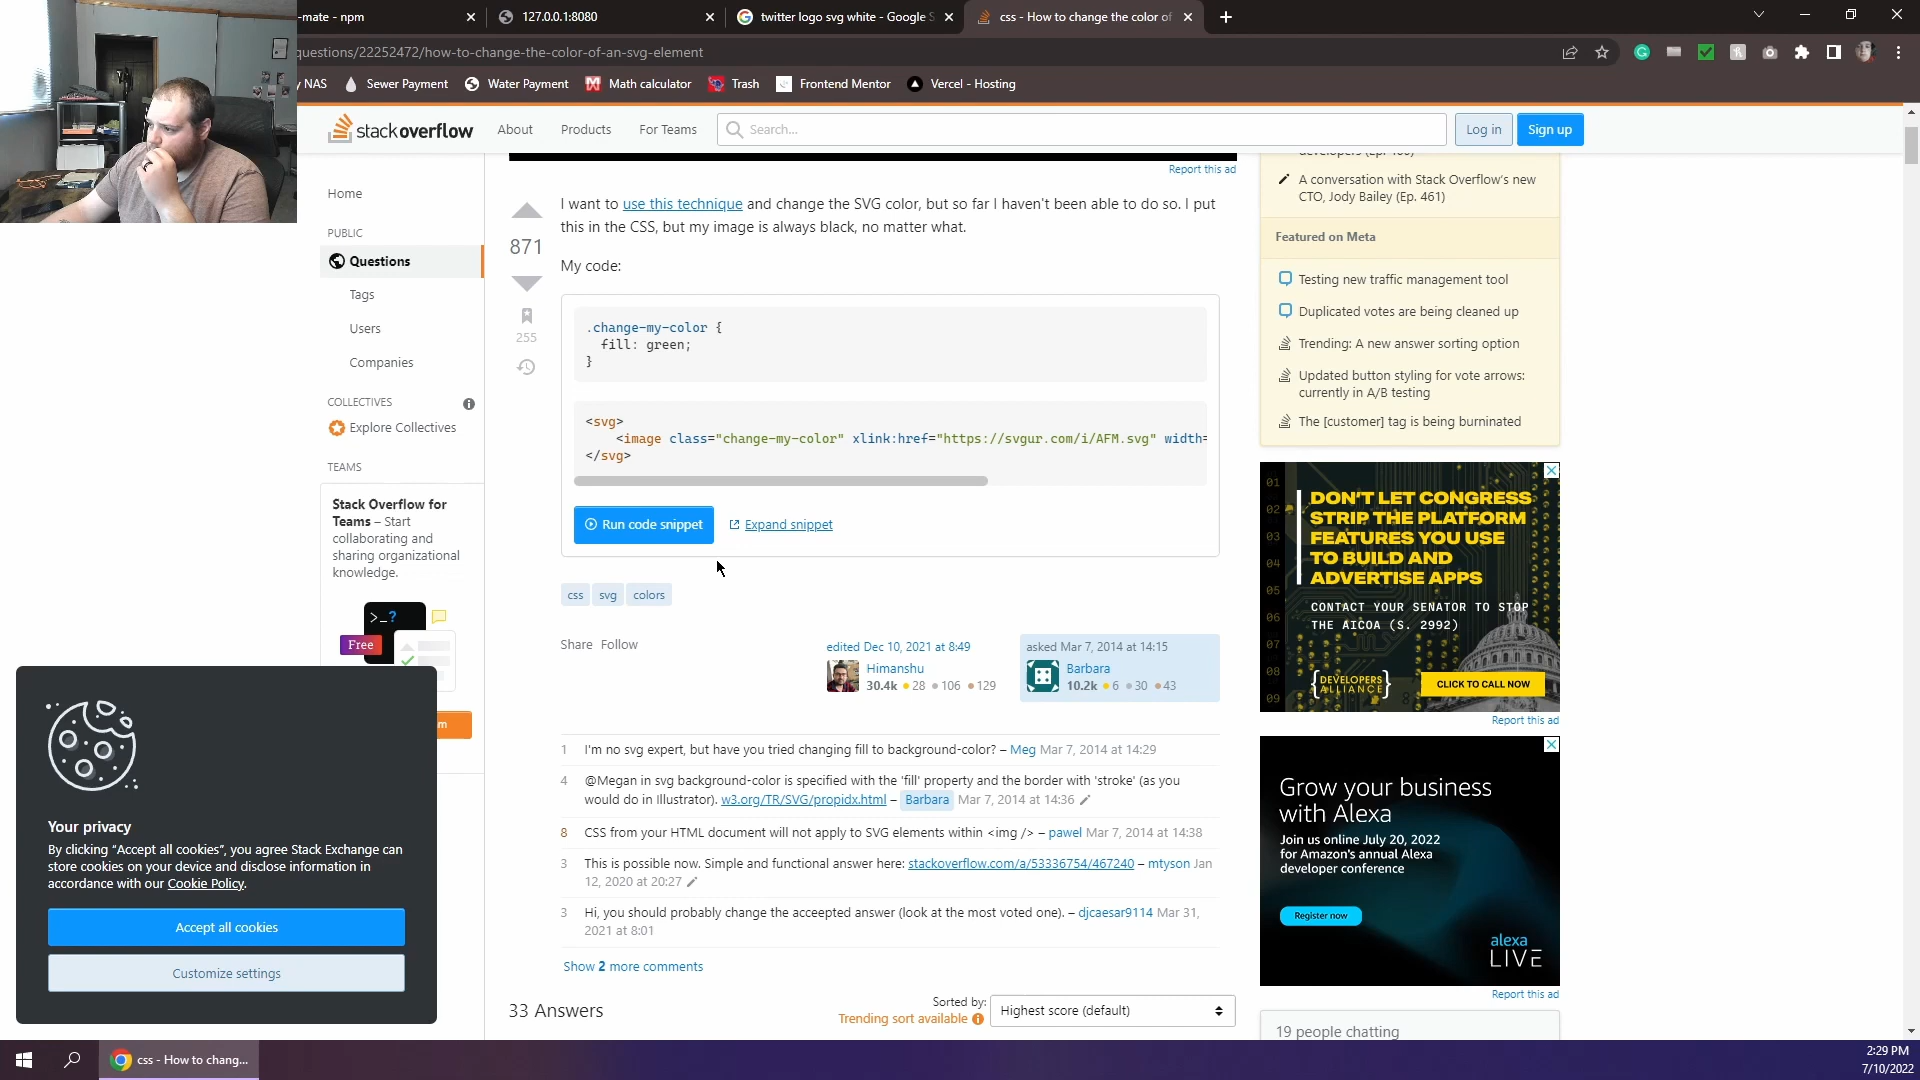 -mate - npm
127.0.0.1:8080
twitter logo svg white - Google S
css - How to change the color of
questions/22252472/how-to-change-the-color-of-an-svg-element
y NAS
Sewer Payment
Water Payment
Math calculator
Trash
Frontend Mentor
Vercel - Hosting
stackoverflow
About
Products
For Teams
Search...
Log in
Sign up
Report this ad
Home
PUBLIC
Questions
Tags
Users
Companies
COLLECTIVES
Explore Collectives
TEAMS
Stack Overflow for
Teams – Start
collaborating and
sharing organizational
knowledge.
>_?
Free
m
871
255
I want to use this technique and change the SVG color, but so far I haven't been able to do so. I put
this in the CSS, but my image is always black, no matter what.
My code:
.change-my-color {
fill: green;
}
<svg>
<image class="change-my-color" xlink:href="https://svgur.com/i/AFM.svg" width=
</svg>
Run code snippet
Expand snippet
css
svg
colors
Share
Follow
edited Dec 10, 2021 at 8:49
Himanshu
30.4k 28 106 129
asked Mar 7, 2014 at 14:15
Barbara
10.2k 6 30 43
1 I'm no svg expert, but have you tried changing fill to background-color? – Meg Mar 7, 2014 at 14:29
4 @Megan in svg background-color is specified with the 'fill' property and the border with 'stroke' (as you
would do in Illustrator). w3.org/TR/SVG/propidx.html – Barbara Mar 7, 2014 at 14:36
8 CSS from your HTML document will not apply to SVG elements within <img /> – pawel Mar 7, 2014 at 14:38
3 This is possible now. Simple and functional answer here: stackoverflow.com/a/53336754/467240 – mtyson Jan
12, 2020 at 20:27
3 Hi, you should probably change the acceepted answer (look at the most voted one). – djcaesar9114 Mar 31,
2021 at 8:01
Show 2 more comments
33 Answers
Sorted by:
Trending sort available
Highest score (default)
A conversation with Stack Overflow's new
CTO, Jody Bailey (Ep. 461)
Featured on Meta
Testing new traffic management tool
Duplicated votes are being cleaned up
Trending: A new answer sorting option
Updated button styling for vote arrows:
currently in A/B testing
The [customer] tag is being burninated
01
02
03
04
05
06
07
08
09
DON'T LET CONGRESS
STRIP THE PLATFORM
FEATURES YOU USE
TO BUILD AND
ADVERTISE APPS
CONTACT YOUR SENATOR TO STOP
THE AICOA (S. 2992)
{DEVELOPERS
ALLIANCE}
CLICK TO CALL NOW
Report this ad
Grow your business
with Alexa
Join us online July 20, 2022
for Amazon's annual Alexa
developer conference
Register now
alexa
LIVE
Report this ad
19 people chatting
Your privacy
By clicking "Accept all cookies", you agree Stack Exchange can
store cookies on your device and disclose information in
accordance with our Cookie Policy.
Accept all cookies
Customize settings
css - How to chang...
2:29 PM
7/10/2022